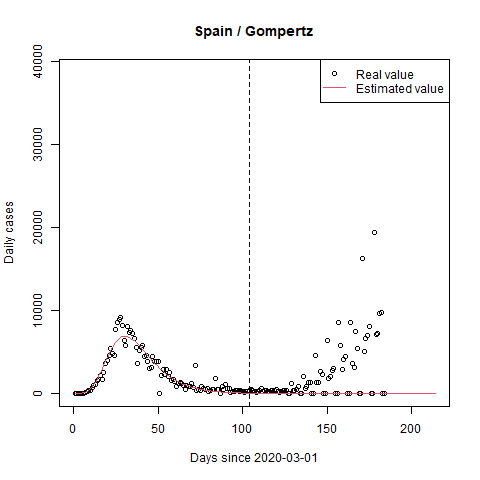 Spain / Gompertz
Real value
Estimated value
Daily cases
40000
30000
20000
10000
0
0 50 100 150 200
Days since 2020-03-01